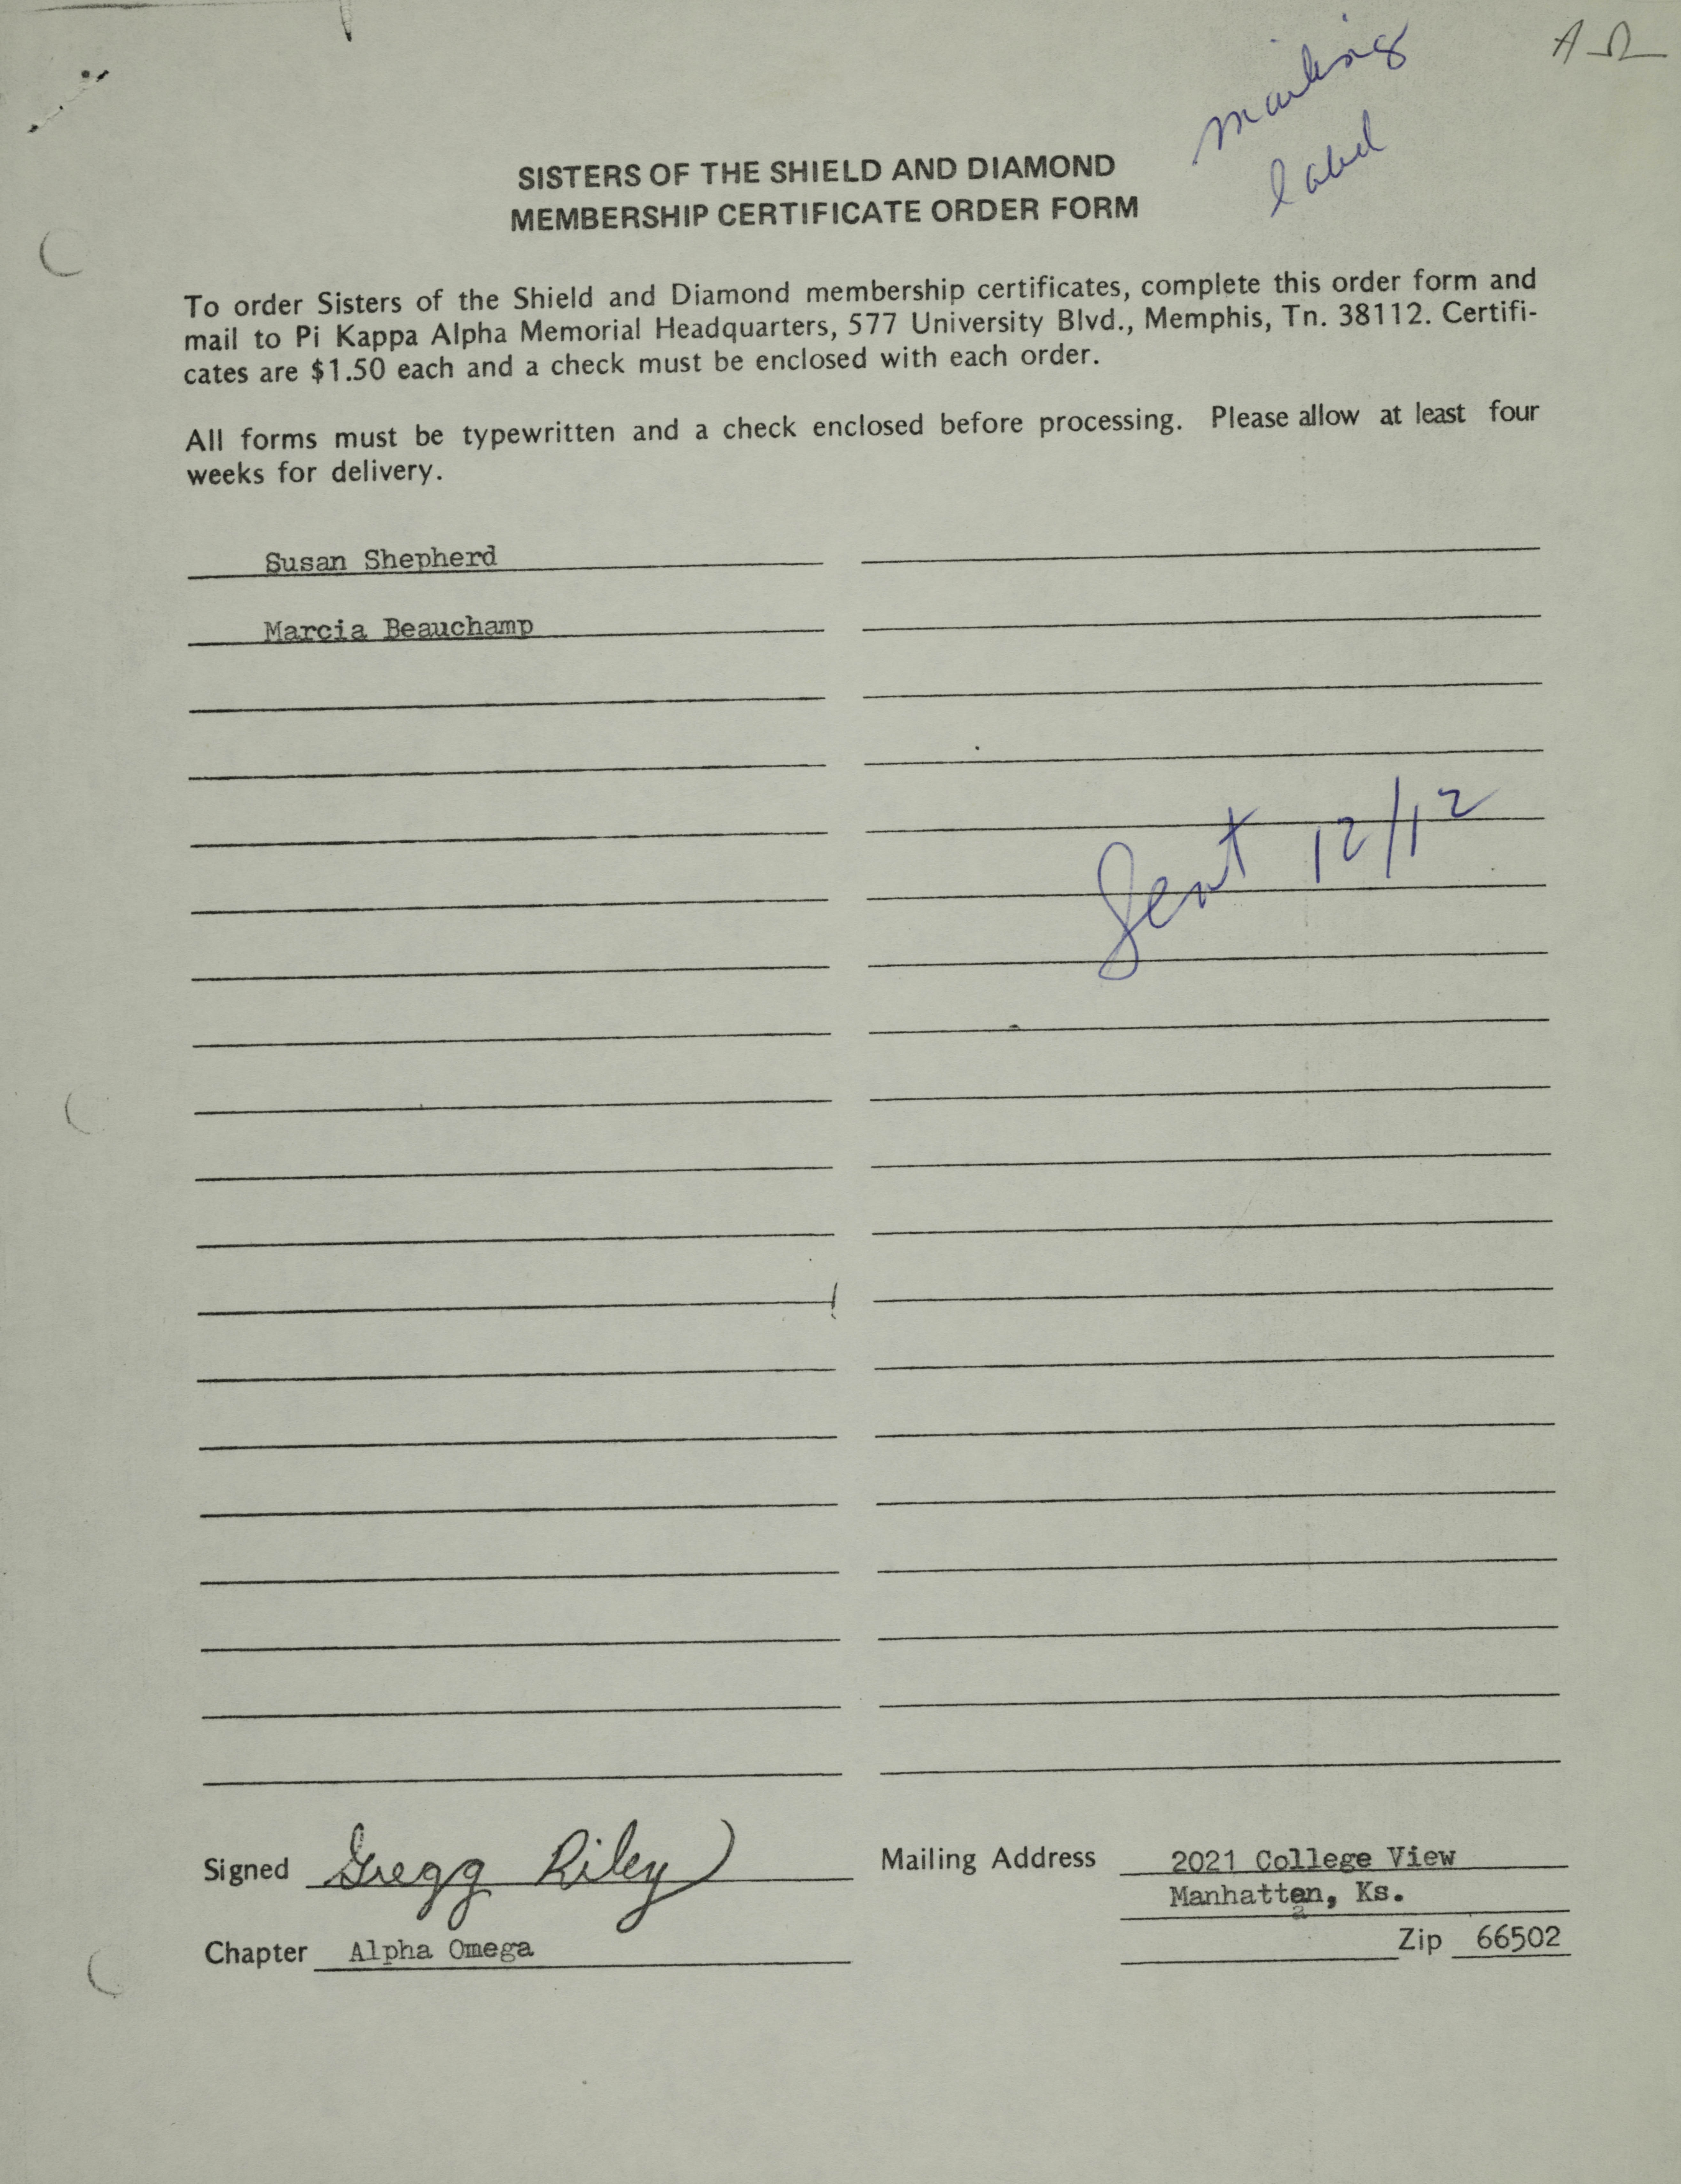 A Ω
mailing
label
SISTERS OF THE SHIELD AND DIAMOND
MEMBERSHIP CERTIFICATE ORDER FORM
To order Sisters of the Shield and Diamond membership certificates, complete this order form and
mail to Pi Kappa Alpha Memorial Headquarters, 577 University Blvd., Memphis, Tn. 38112. Certifi-
cates are $1.50 each and a check must be enclosed with each order.
All forms must be typewritten and a check enclosed before processing. Please allow at least four
weeks for delivery.
Susan Shepherd
Marcia Beauchamp
Sent 12/12
Signed Gregg Riley
Mailing Address 2021 College View
Manhatten, Ks.
a
Zip 66502
Chapter Alpha Omega